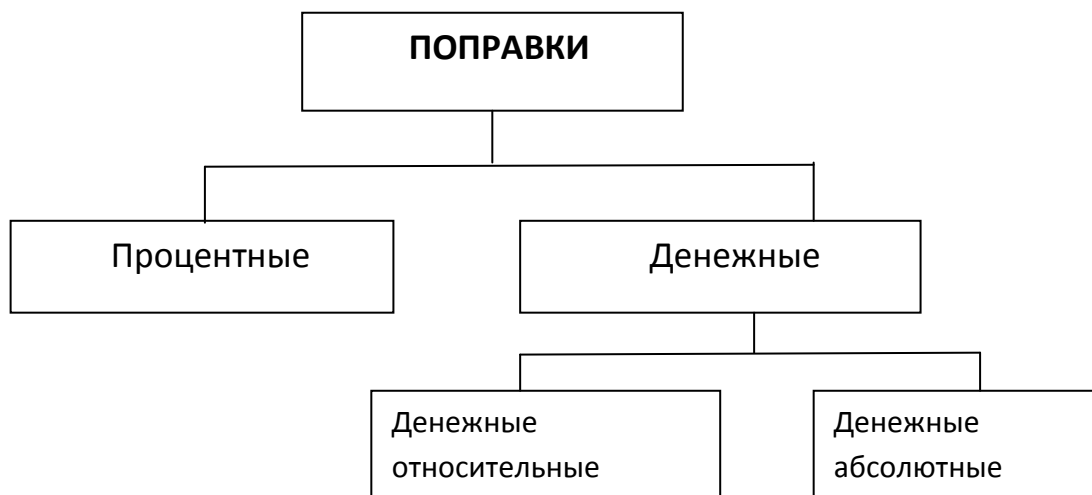 ПОПРАВКИ
Процентные
Денежные
Денежные
относительные
Денежные
абсолютные